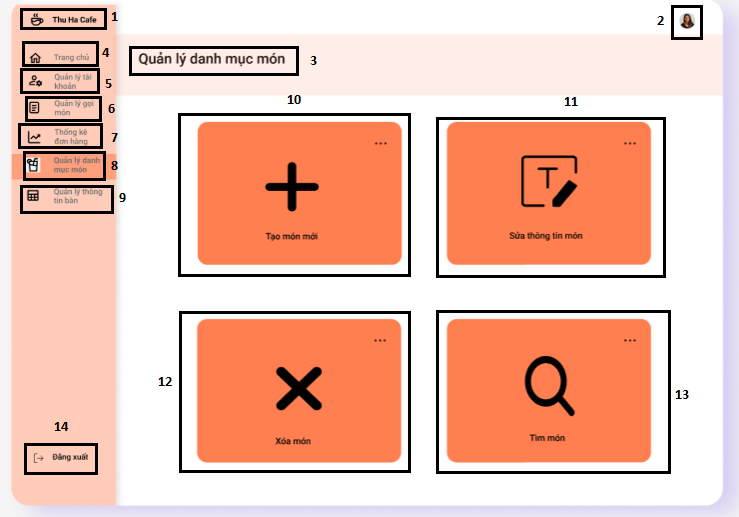 Thu Ha Cafe
1
2
Trang chủ
4
Quản lý danh mục món
3
Quản lý tài
khoản
5
Quản lý gọi
món
6
Thống kê
đơn hàng
7
Quản lý danh
mục món
8
Quản lý thông
tin bàn
9
10
11
...
...
T
Tạo món mới
Sửa thông tin món
...
...
12
13
Xóa món
Tìm món
14
Đăng xuất